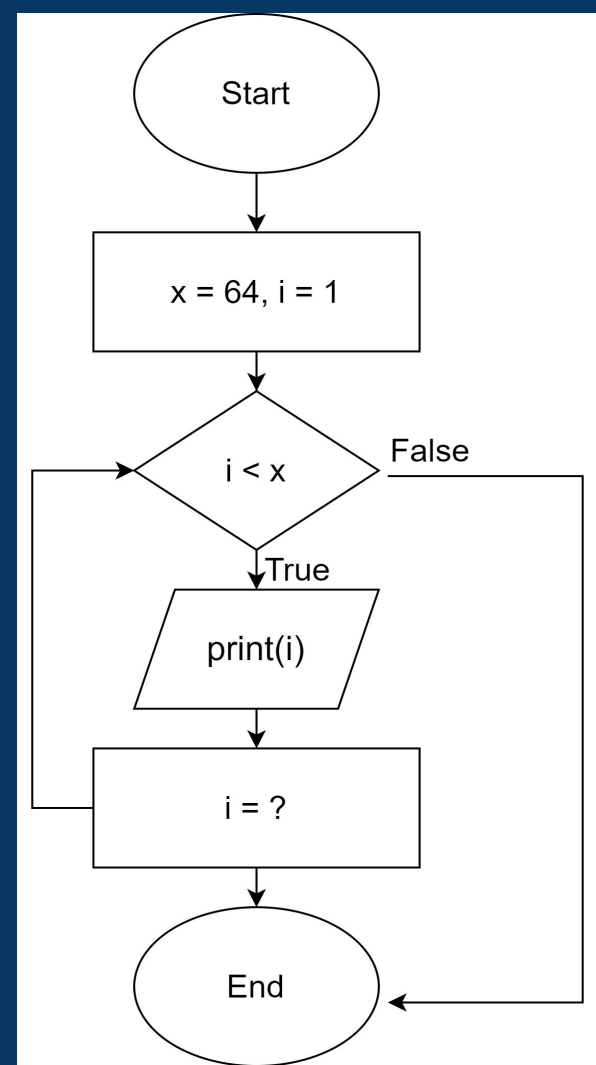 Start
x = 64, i = 1
i < x
False
True
print(i)
i = ?
End